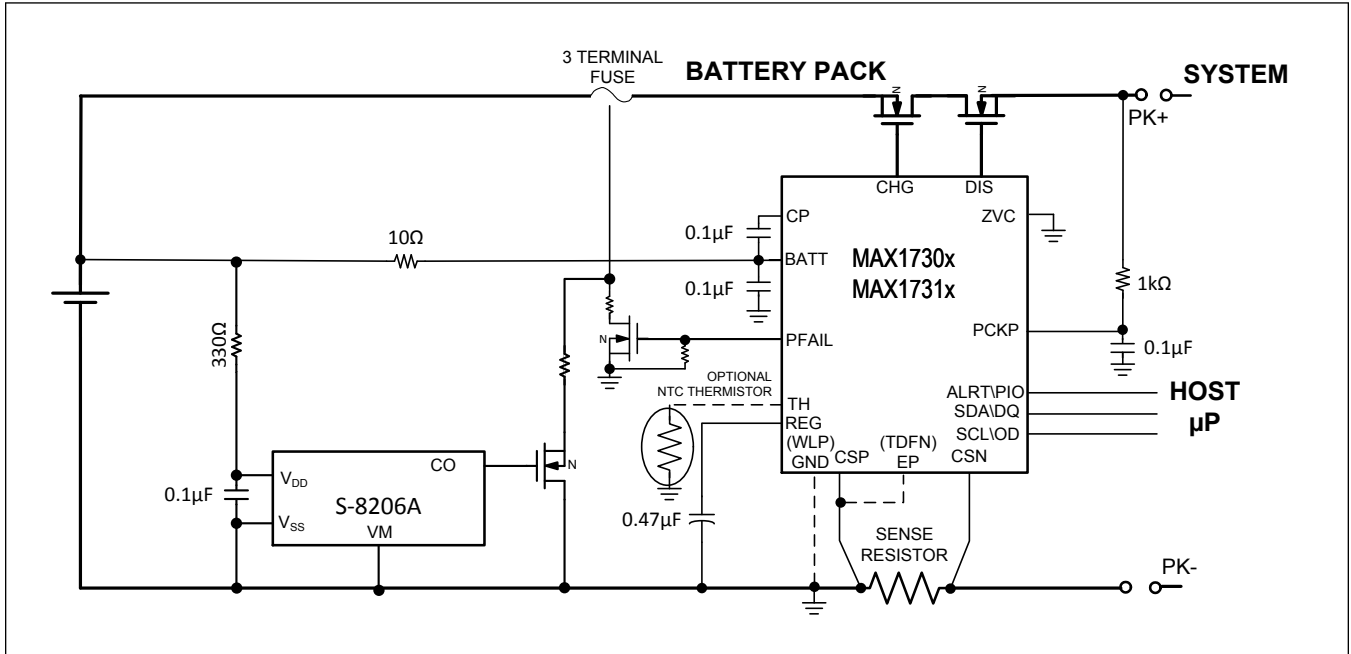 3 TERMINAL
FUSE
BATTERY PACK
SYSTEM
N
N
PK+
CHG
DIS
CP
ZVC
0.1µF
10Ω
BATT
MAX1730x
MAX1731x
0.1µF
1kΩ
330Ω
N
PFAIL
PCKP
0.1µF
OPTIONAL
NTC THERMISTOR
TH
REG
ALRT\PIO
HOST
SDA\DQ
µP
SCL\OD
(WLP)
GND
CSP
(TDFN)
EP
CSN
CO
N
VDD
0.1µF
S-8206A
VSS
VM
0.47µF
SENSE
RESISTOR
PK-